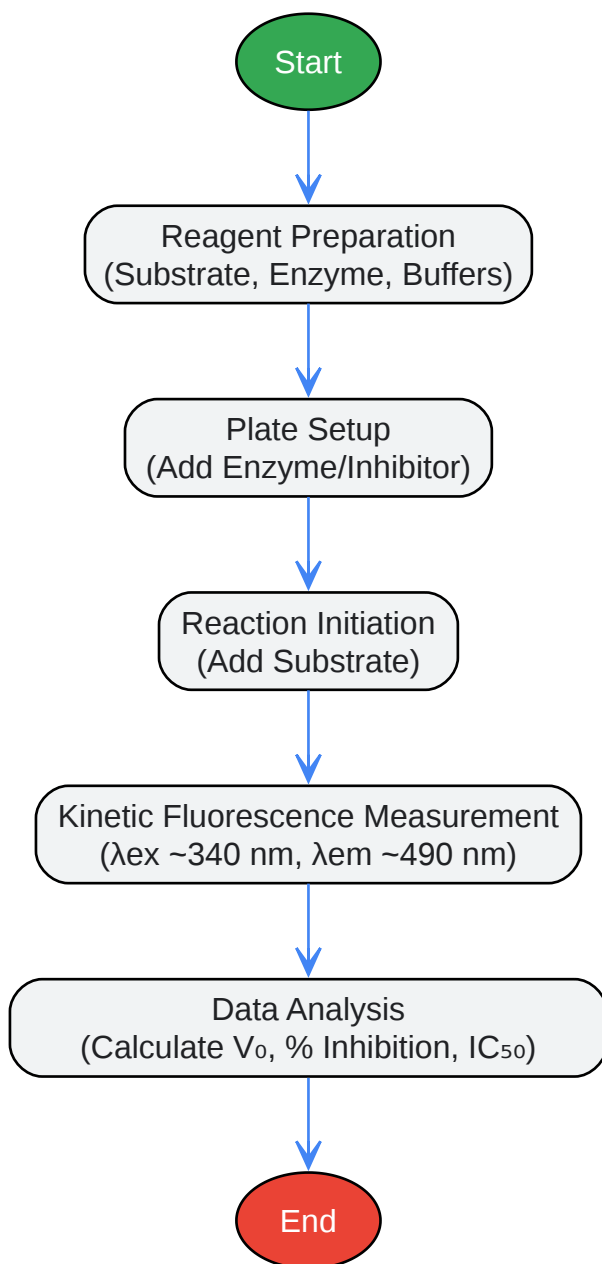 Start
Reagent Preparation
(Substrate, Enzyme, Buffers)
Plate Setup
(Add Enzyme/Inhibitor)
Reaction Initiation
(Add Substrate)
Kinetic Fluorescence Measurement
(λex ~340 nm, λem ~490 nm)
Data Analysis
(Calculate V₀, % Inhibition, IC₅₀)
End